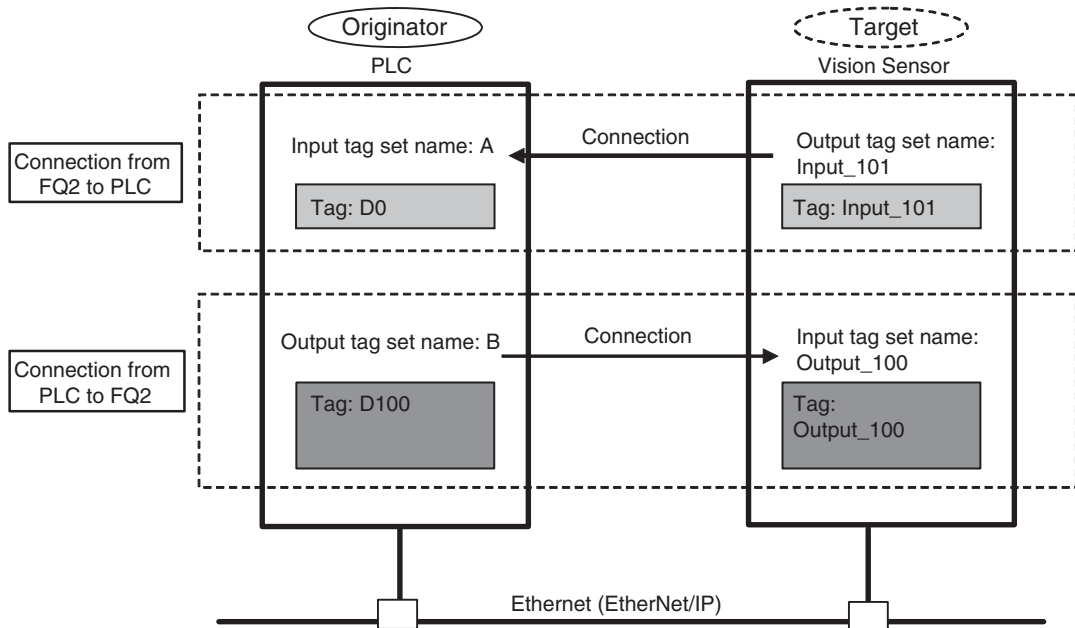 Originator
Target
PLC
Vision Sensor
Connection from
FQ2 to PLC
Input tag set name: A
Connection
Output tag set name:
Input_101
Tag: D0
Tag: Input_101
Connection from
PLC to FQ2
Output tag set name: B
Connection
Input tag set name:
Output_100
Tag: D100
Tag:
Output_100
Ethernet (EtherNet/IP)